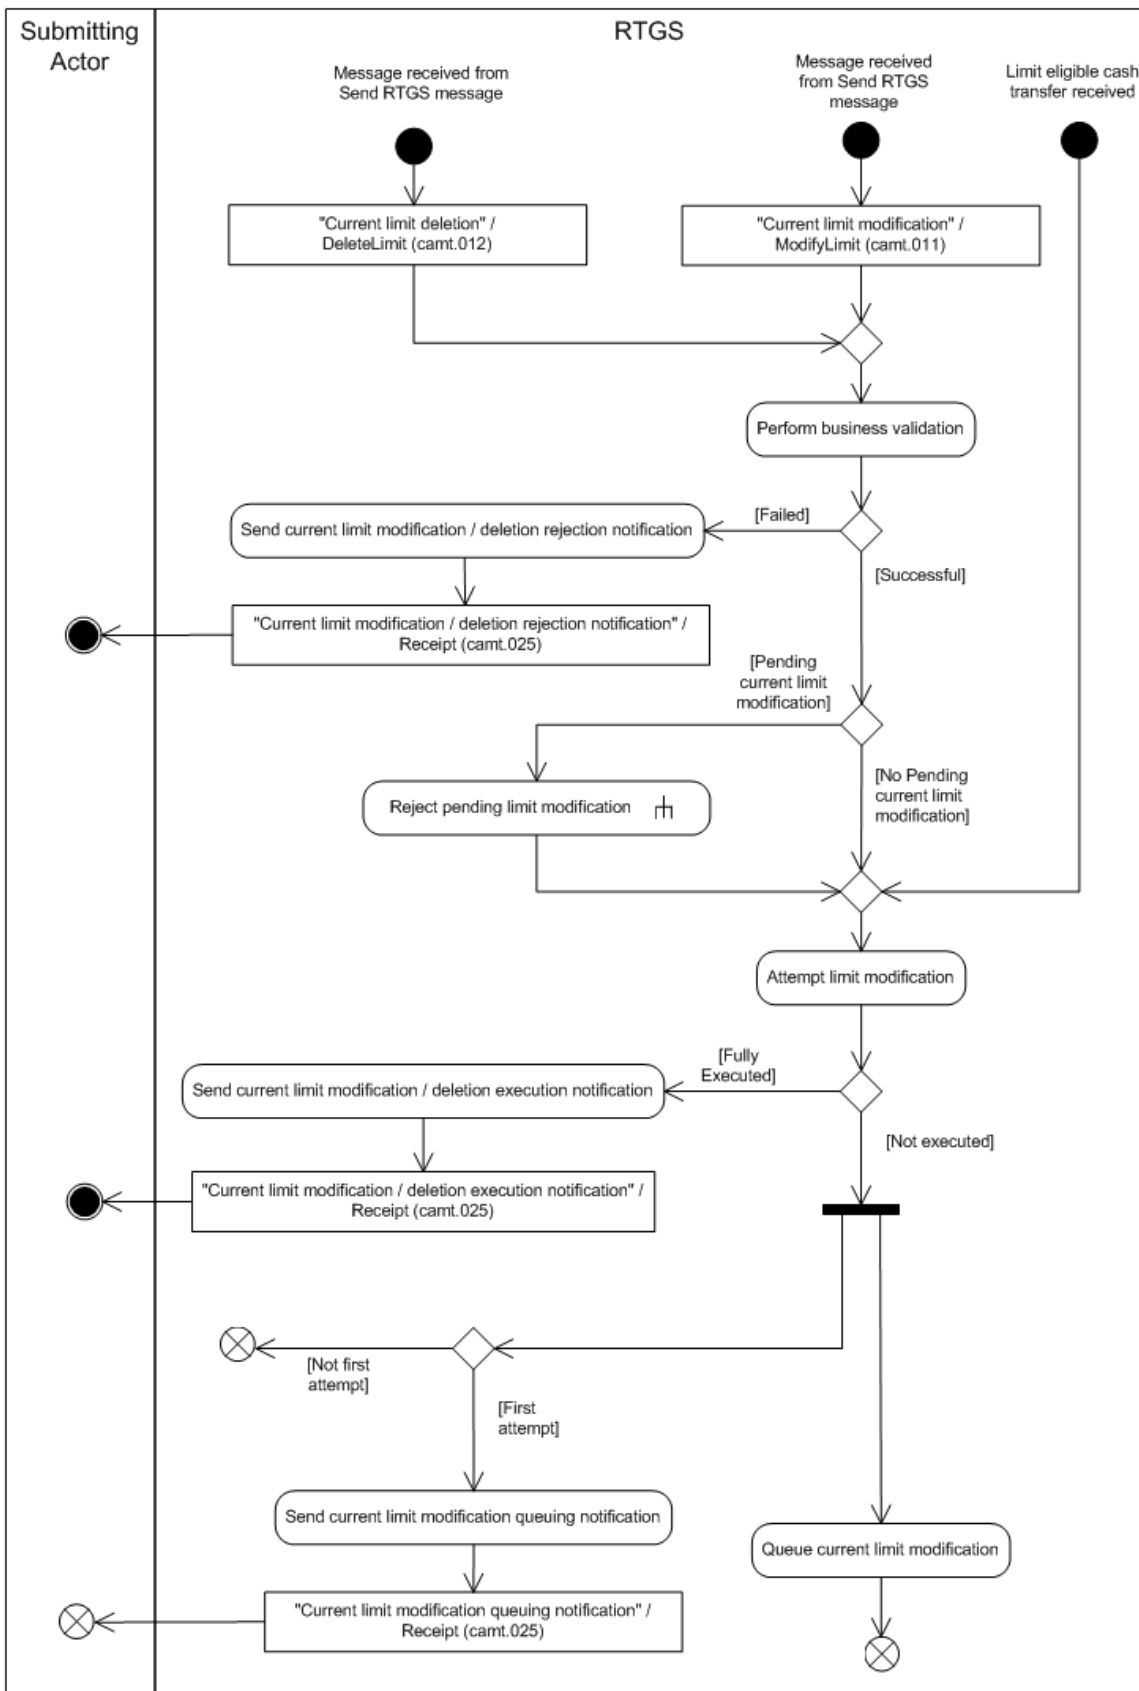 Submitting
Actor
RTGS
Message received from
Send RTGS message
Message received
from Send RTGS
message
Limit eligible cash
transfer received
"Current limit deletion" /
DeleteLimit (camt.012)
"Current limit modification" /
ModifyLimit (camt.011)
Perform business validation
[Failed]
Send current limit modification / deletion rejection notification
[Successful]
"Current limit modification / deletion rejection notification" /
Receipt (camt.025)
[Pending
current limit
modification]
[No Pending
current limit
modification]
Reject pending limit modification
Attempt limit modification
[Fully
Executed]
Send current limit modification / deletion execution notification
[Not executed]
"Current limit modification / deletion execution notification" /
Receipt (camt.025)
[Not first
attempt]
[First
attempt]
Send current limit modification queuing notification
Queue current limit modification
"Current limit modification queuing notification" /
Receipt (camt.025)